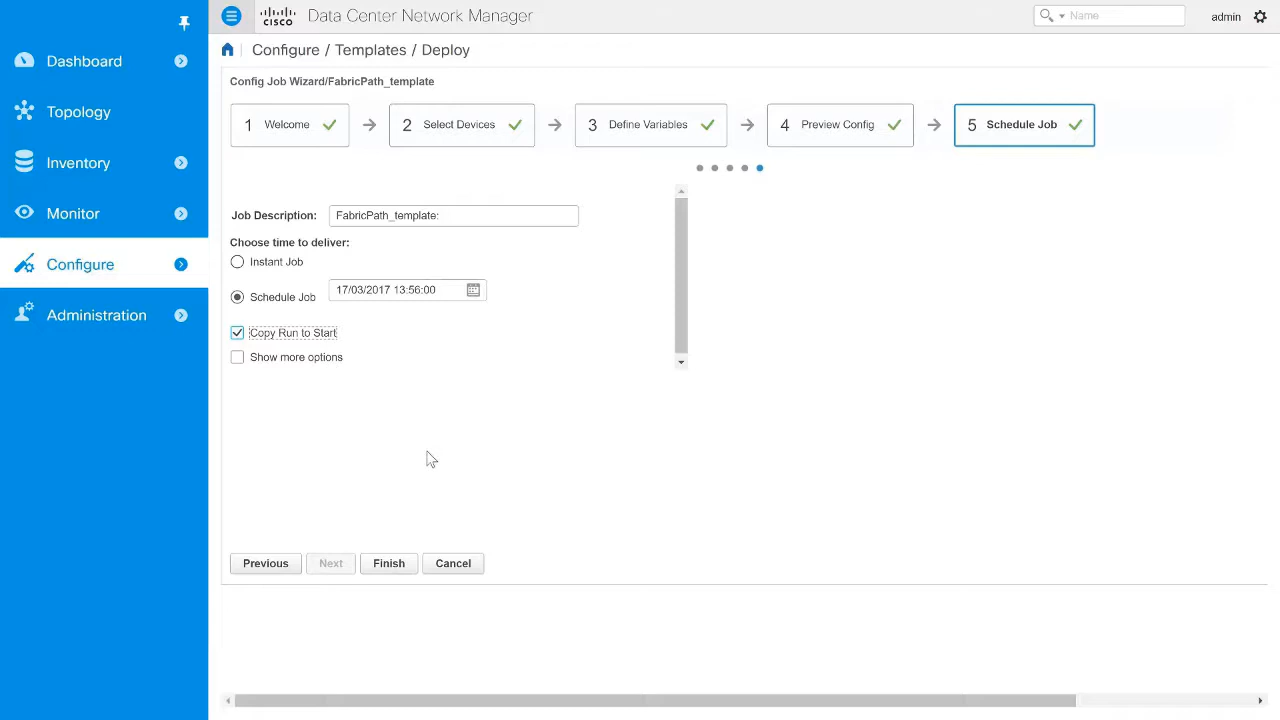 Dashboard
Topology
Inventory
Monitor
Configure
Administration
CISCO
Data Center Network Manager
Name
admin
Configure / Templates / Deploy
Config Job Wizard/FabricPath_template
1 Welcome
2 Select Devices
3 Define Variables
4 Preview Config
5 Schedule Job
Job Description: FabricPath_template:
Choose time to deliver:
Instant Job
Schedule Job 17/03/2017 13:56:00
Copy Run to Start
Show more options
Previous Next Finish Cancel